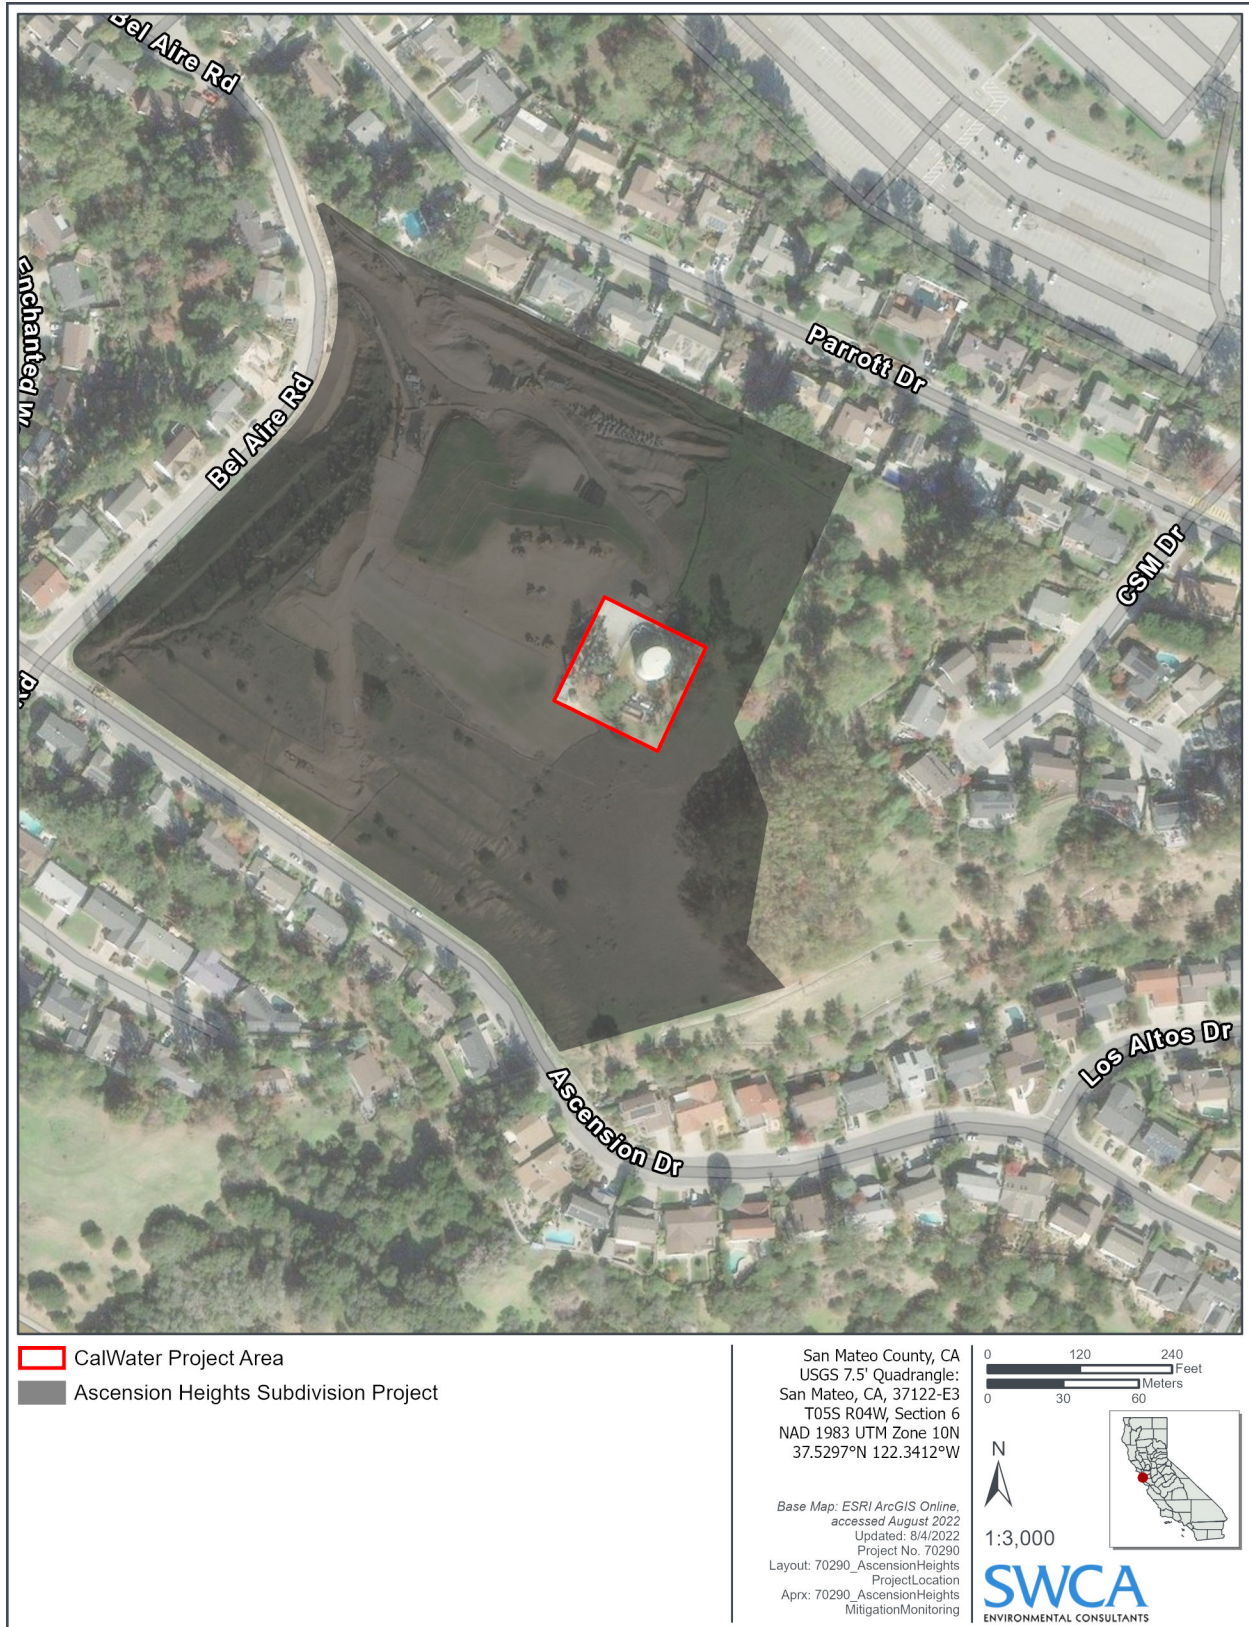 Bel Aire Rd
Enchanted W
Bel Aire Rd
Parrott Dr
CSM Dr
Rd
Los Altos Dr
Ascension Dr
CalWater Project Area
Ascension Heights Subdivision Project
San Mateo County, CA
USGS 7.5' Quadrangle:
San Mateo, CA, 37122-E3
T05S R04W, Section 6
NAD 1983 UTM Zone 10N
37.5297°N 122.3412°W
Base Map: ESRI ArcGIS Online,
accessed August 2022
Updated: 8/4/2022
Project No. 70290
Layout: 70290_AscensionHeights
ProjectLocation
Aprx: 70290_AscensionHeights
MitigationMonitoring
0 120 240
Feet
Meters
0 30 60
N
1:3,000
SWCA
ENVIRONMENTAL CONSULTANTS